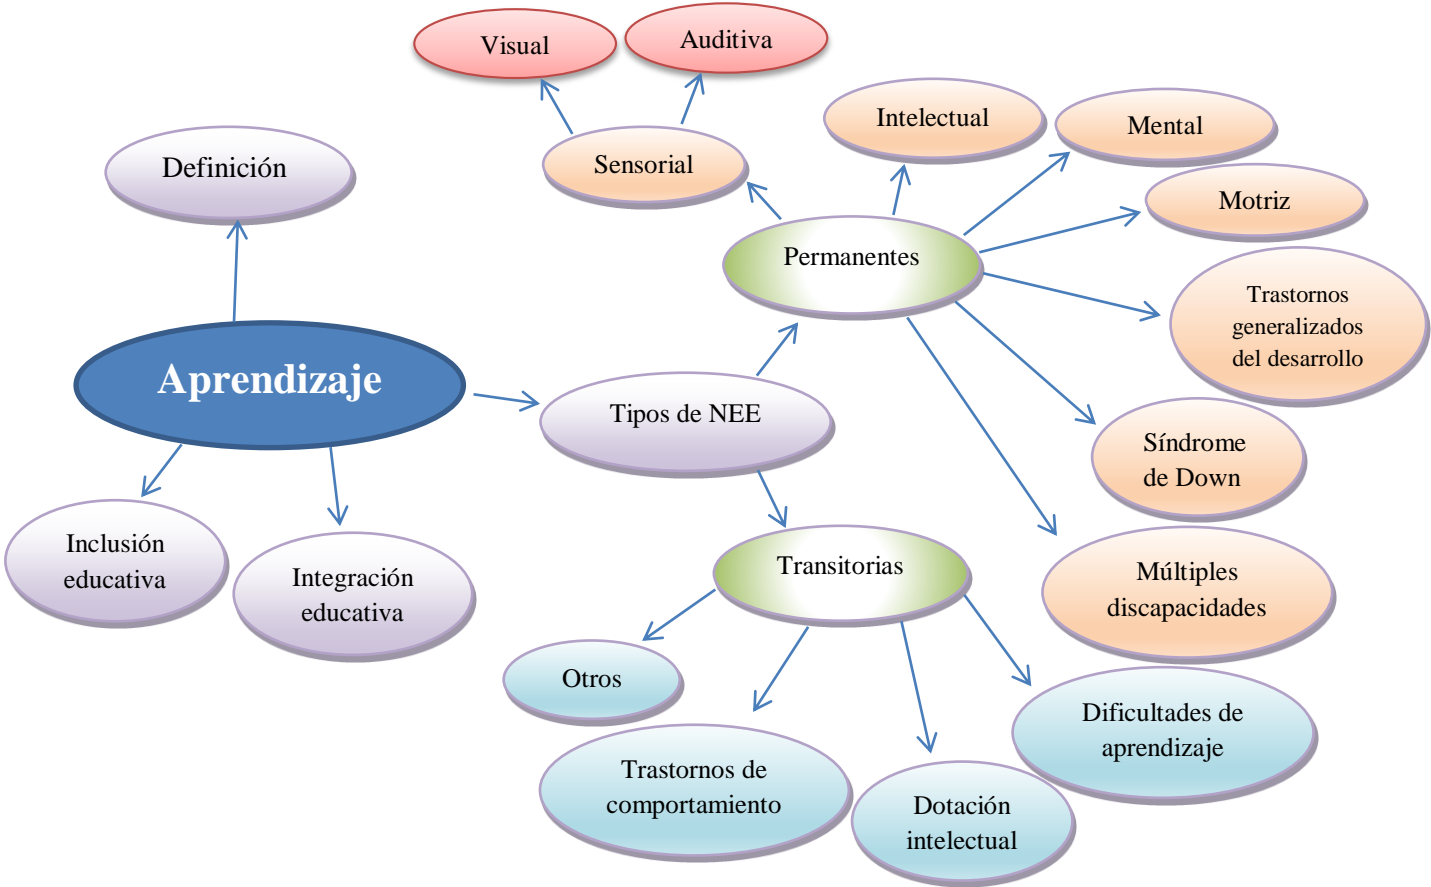 Visual
Auditiva
Intelectual
Mental
Definición
Sensorial
Motriz
Permanentes
Trastornos
generalizados
del desarrollo
Aprendizaje
Tipos de NEE
Síndrome
de Down
Inclusión
educativa
Integración
educativa
Transitorias
Múltiples
discapacidades
Otros
Dificultades de
aprendizaje
Trastornos de
comportamiento
Dotación
intelectual